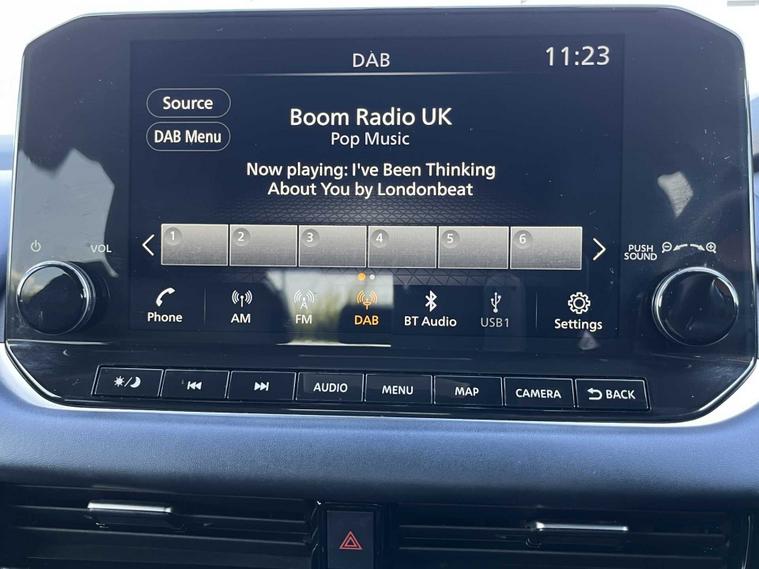 DAB
11:23
Source
Boom Radio UK
Pop Music
DAB Menu
Now playing: I've Been Thinking
About You by Londonbeat
1 2 3 4 5 6
VOL
PUSH
SOUND
Phone AM FM DAB BT Audio USB1 Settings
AUDIO MENU MAP CAMERA BACK